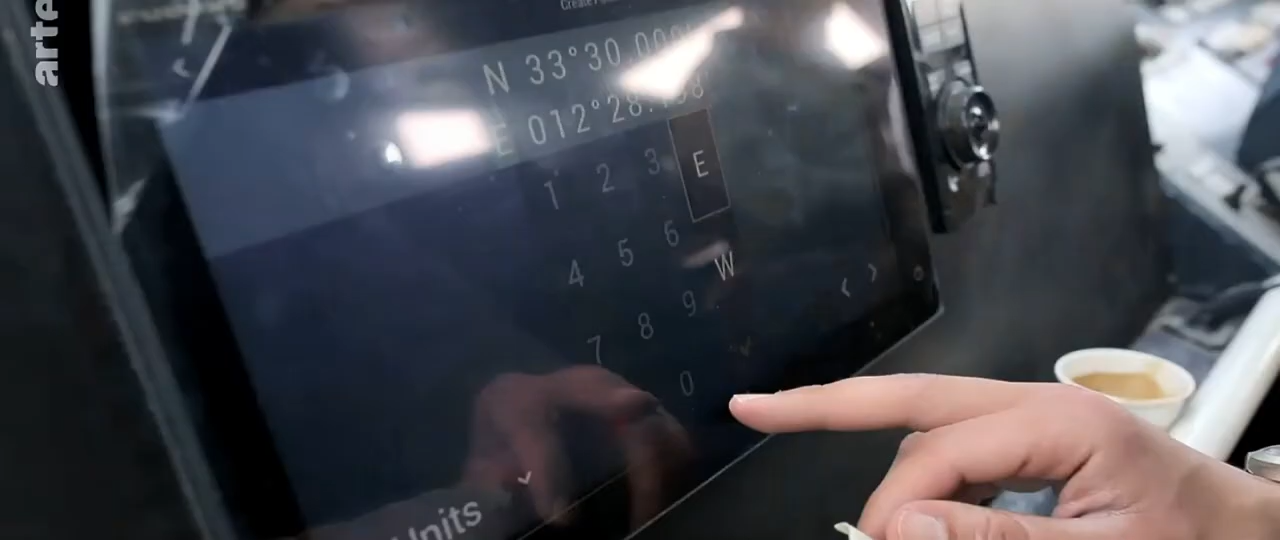 arte
N 33°30.000'
E 012°28.
1 2 3 E
4 5 6 W
7 8 9
0
Units